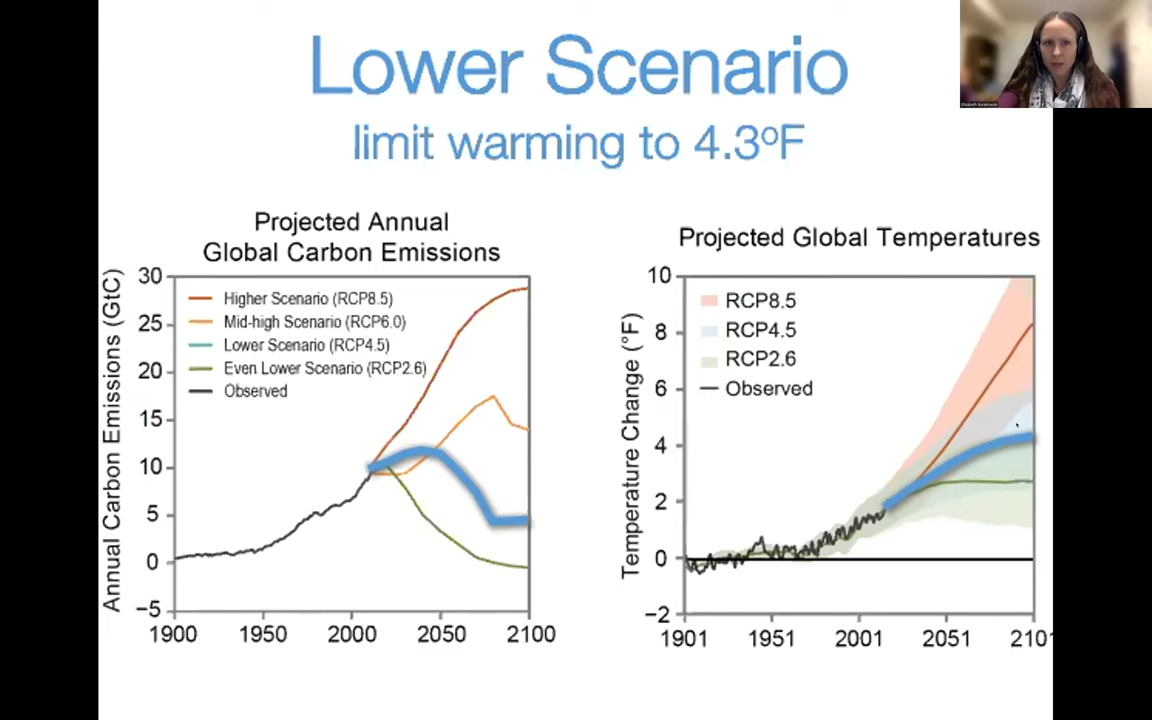 Lower Scenario
limit warming to 4.3°F
Projected Annual
Global Carbon Emissions
Annual Carbon Emissions (GtC)
30
25
20
15
10
5
0
−5
Higher Scenario (RCP8.5)
Mid-high Scenario (RCP6.0)
Lower Scenario (RCP4.5)
Even Lower Scenario (RCP2.6)
Observed
1900
1950
2000
2050
2100
Projected Global Temperatures
Temperature Change (°F)
10
8
6
4
2
0
−2
RCP8.5
RCP4.5
RCP2.6
Observed
1901
1951
2001
2051
210